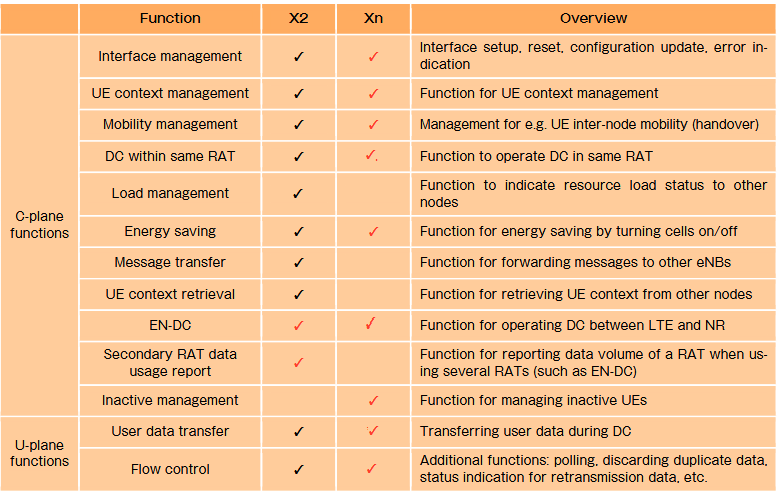 Function X2 Xn Overview
Interface management ✓ ✓ Interface setup, reset, configuration update, error in-
dication
UE context management ✓ ✓ Function for UE context management
Mobility management ✓ ✓ Management for e.g. UE inter-node mobility (handover)
DC within same RAT ✓ ✓ Function to operate DC in same RAT
C-plane
functions
Load management ✓ Function to indicate resource load status to other
nodes
Energy saving ✓ ✓ Function for energy saving by turning cells on/off
Message transfer ✓ Function for forwarding messages to other eNBs
UE context retrieval ✓ Function for retrieving UE context from other nodes
EN-DC ✓ ✓ Function for operating DC between LTE and NR
Secondary RAT data
usage report ✓ Function for reporting data volume of a RAT when us-
ing several RATs (such as EN-DC)
Inactive management ✓ Function for managing inactive UEs
U-plane
functions
User data transfer ✓ ✓ Transferring user data during DC
Flow control ✓ ✓ Additional functions: polling, discarding duplicate data,
status indication for retransmission data, etc.